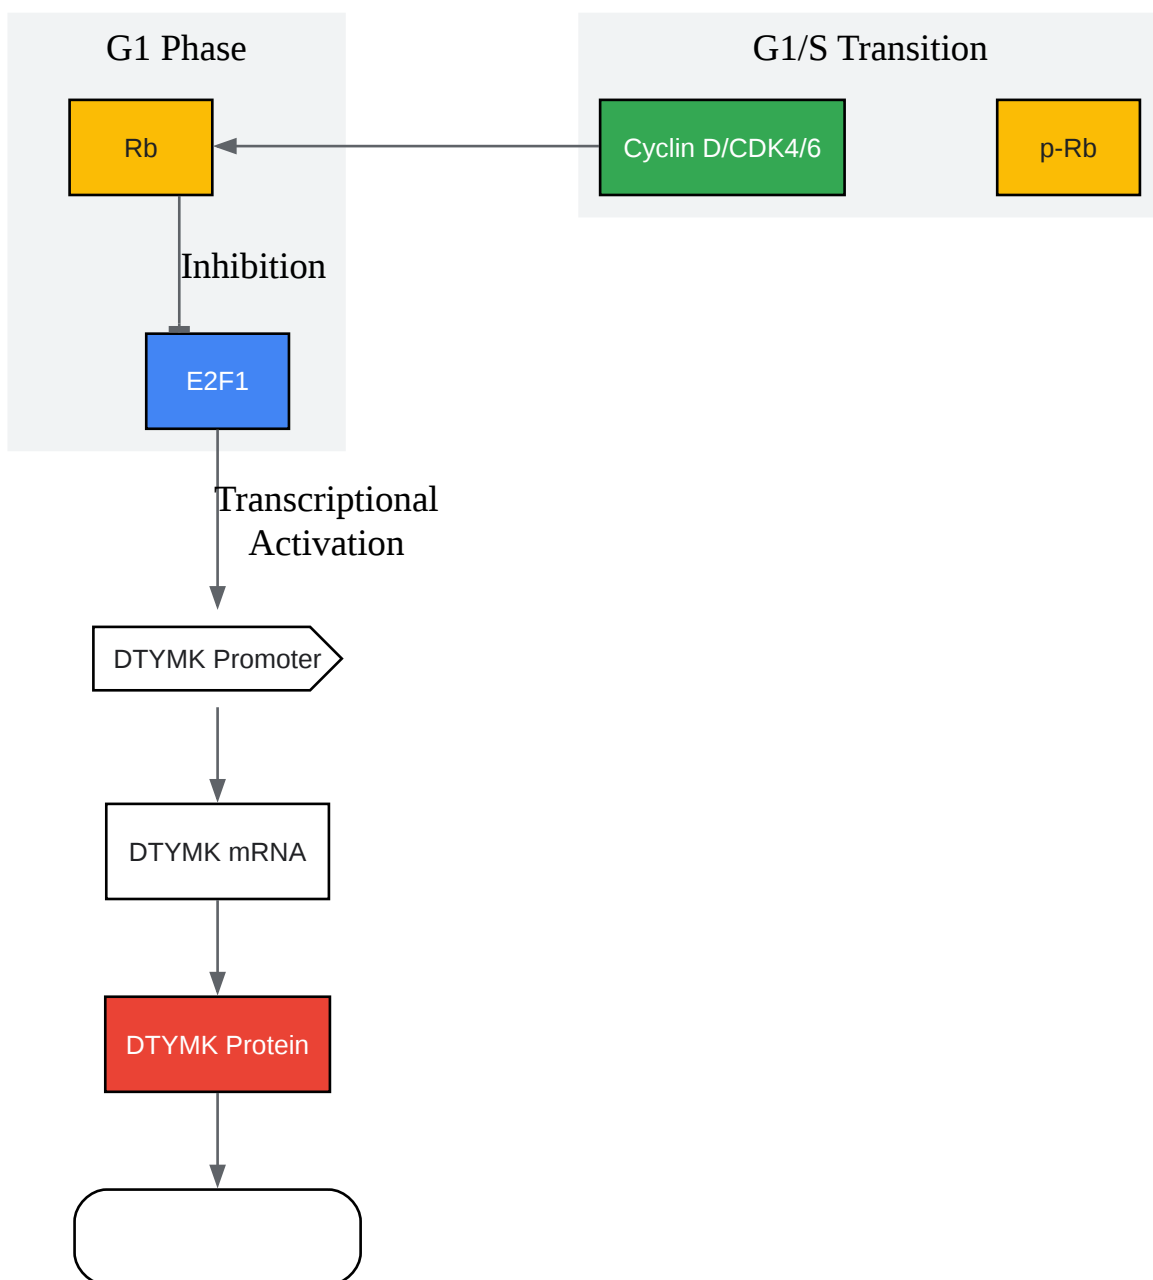 G1 Phase
G1/S Transition
Rb
Cyclin D/CDK4/6
p-Rb
Inhibition
E2F1
Transcriptional
Activation
DTYMK Promoter
DTYMK mRNA
DTYMK Protein